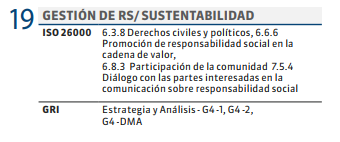 19 GESTIÓN DE RS/ SUSTENTABILIDAD
ISO 26000 6.3.8 Derechos civiles y políticos, 6.6.6
Promoción de responsabilidad social en la
cadena de valor,
6.8.3 Participación de la comunidad 7.5.4
Diálogo con las partes interesadas en la
comunicación sobre responsabilidad social
GRI Estrategia y Análisis - G4 -1, G4 -2,
G4 -DMA